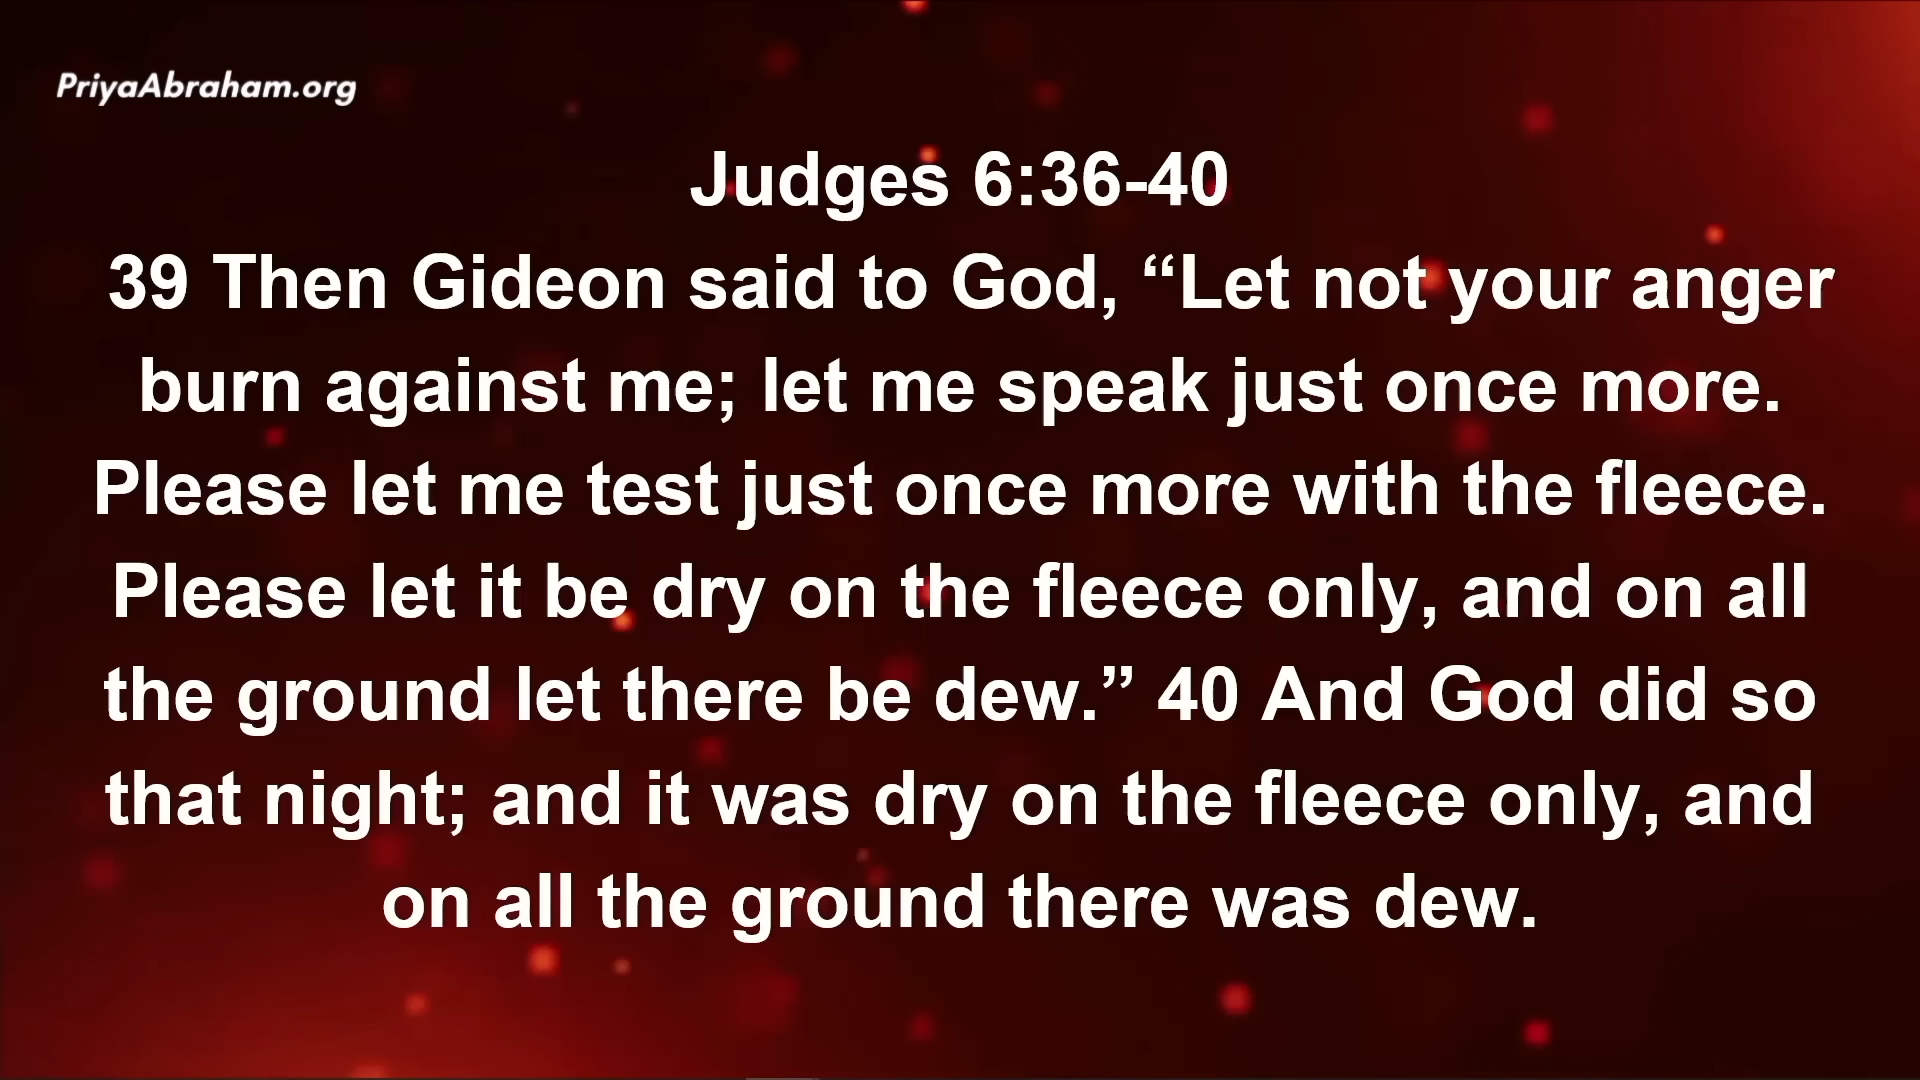 PriyaAbraham.org
Judges 6:36-40
39 Then Gideon said to God, “Let not your anger
burn against me; let me speak just once more.
Please let me test just once more with the fleece.
Please let it be dry on the fleece only, and on all
the ground let there be dew.” 40 And God did so
that night; and it was dry on the fleece only, and
on all the ground there was dew.